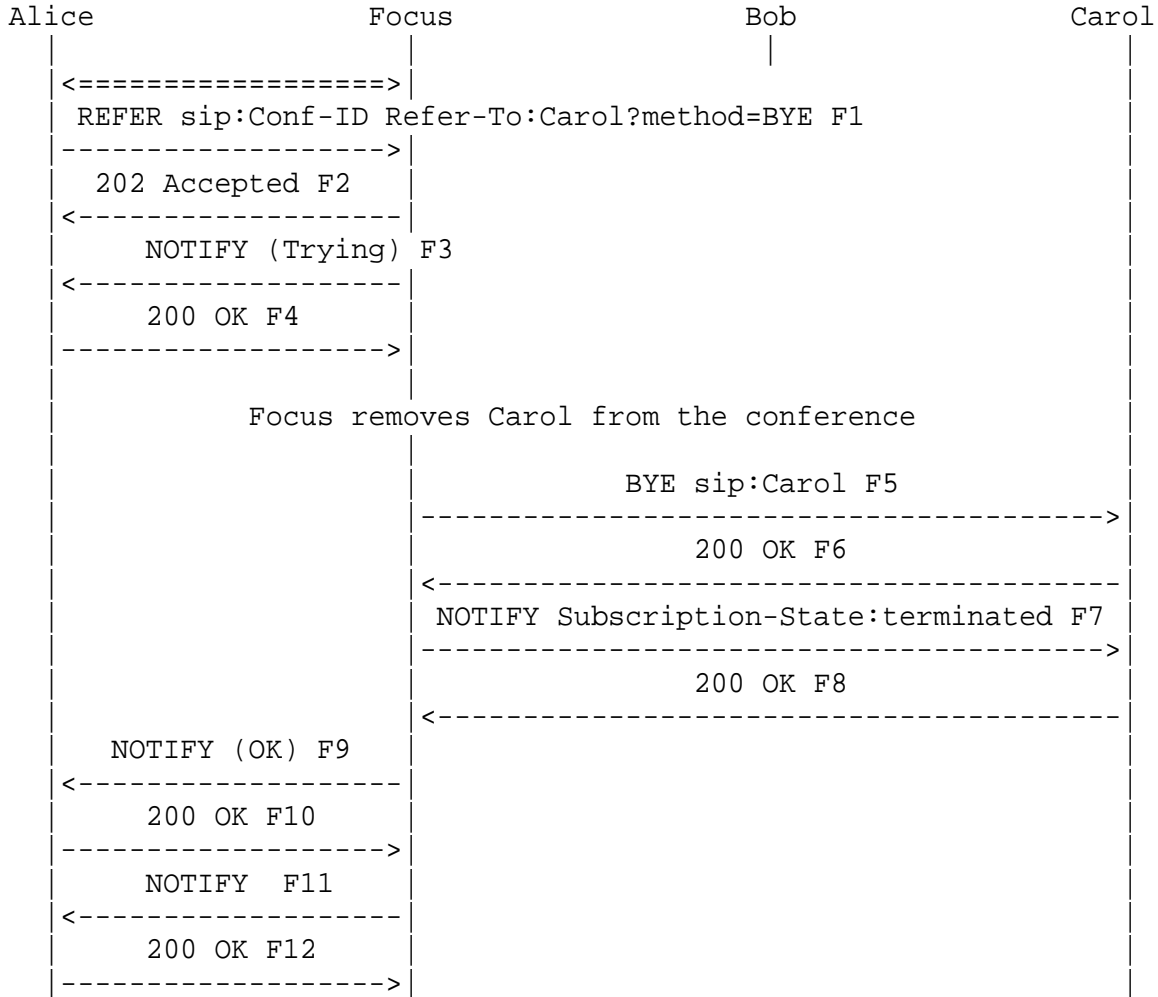 Alice Focus Bob Carol
<==================>
REFER sip:Conf-ID Refer-To:Carol?method=BYE F1
------------------->
202 Accepted F2
<-------------------
NOTIFY (Trying) F3
<-------------------
200 OK F4
------------------->
Focus removes Carol from the conference
BYE sip:Carol F5
---------------------------------------->
200 OK F6
<----------------------------------------
NOTIFY Subscription-State:terminated F7
---------------------------------------->
200 OK F8
<----------------------------------------
NOTIFY (OK) F9
<-------------------
200 OK F10
------------------->
NOTIFY F11
<-------------------
200 OK F12
------------------->